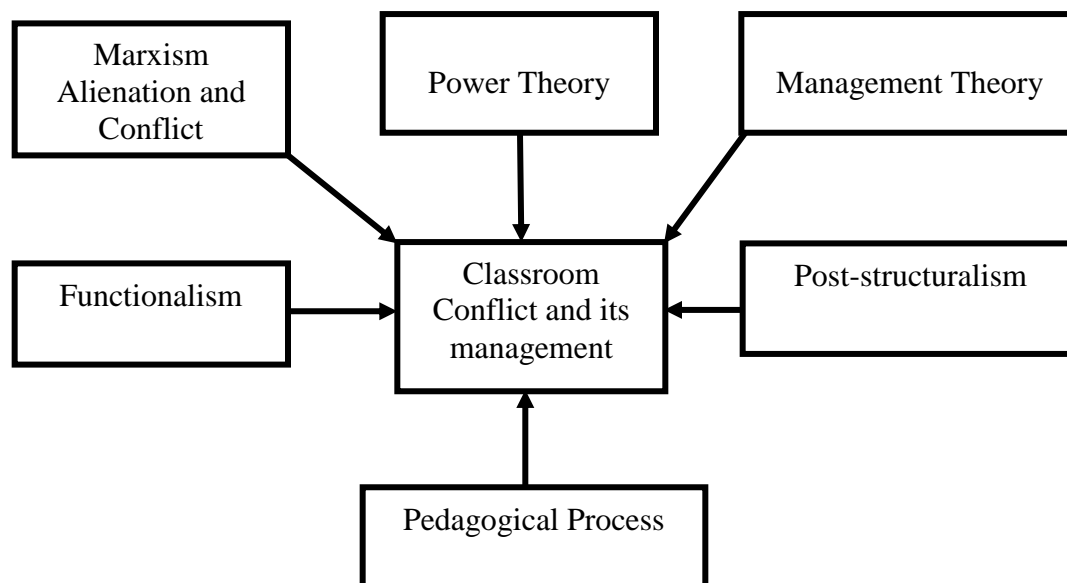 Marxism
Alienation and
Conflict
Power Theory
Management Theory
Functionalism
Classroom
Conflict and its
management
Post-structuralism
Pedagogical Process